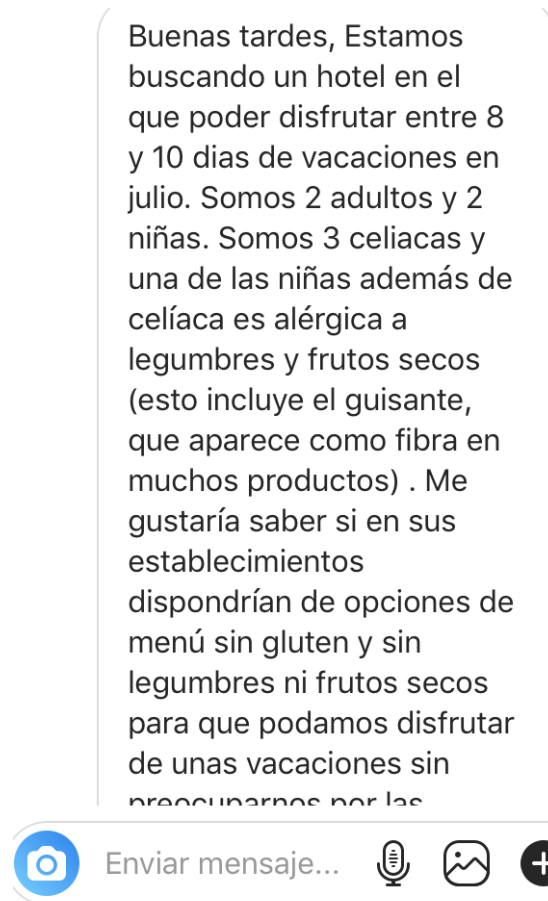 Buenas tardes, Estamos
buscando un hotel en el
que poder disfrutar entre 8
y 10 dias de vacaciones en
julio. Somos 2 adultos y 2
niñas. Somos 3 celiacas y
una de las niñas además de
celíaca es alérgica a
legumbres y frutos secos
(esto incluye el guisante,
que aparece como fibra en
muchos productos) . Me
gustaría saber si en sus
establecimientos
dispondrían de opciones de
menú sin gluten y sin
legumbres ni frutos secos
para que podamos disfrutar
de unas vacaciones sin
preocuparnos por las
Enviar mensaje...